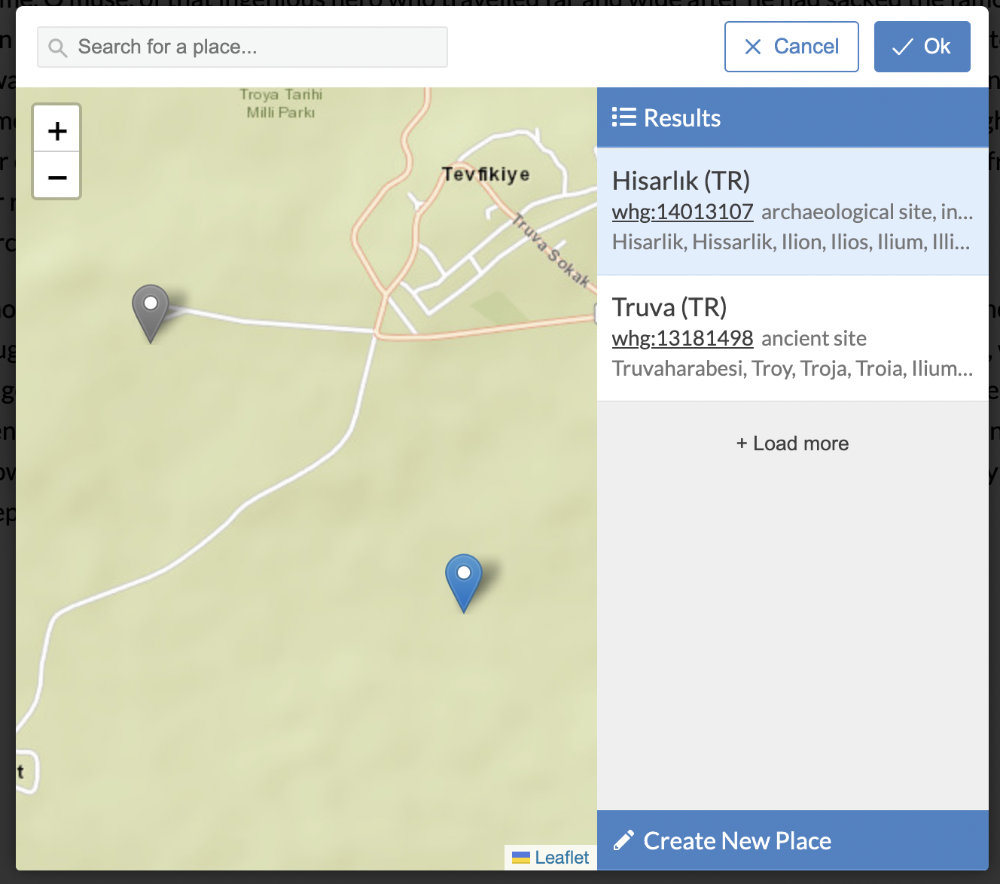 Search for a place...
Cancel
Ok
Troya Tarihi
Milli Parkı
+
−
Tevfikiye
Truva Sokak
t
Leaflet
Results
Hisarlık (TR)
whg:14013107 archaeological site, in...
Hisarlik, Hissarlik, Ilion, Ilios, Ilium, Illi...
Truva (TR)
whg:13181498 ancient site
Truvaharabesi, Troy, Troja, Troia, Ilium...
+ Load more
Create New Place